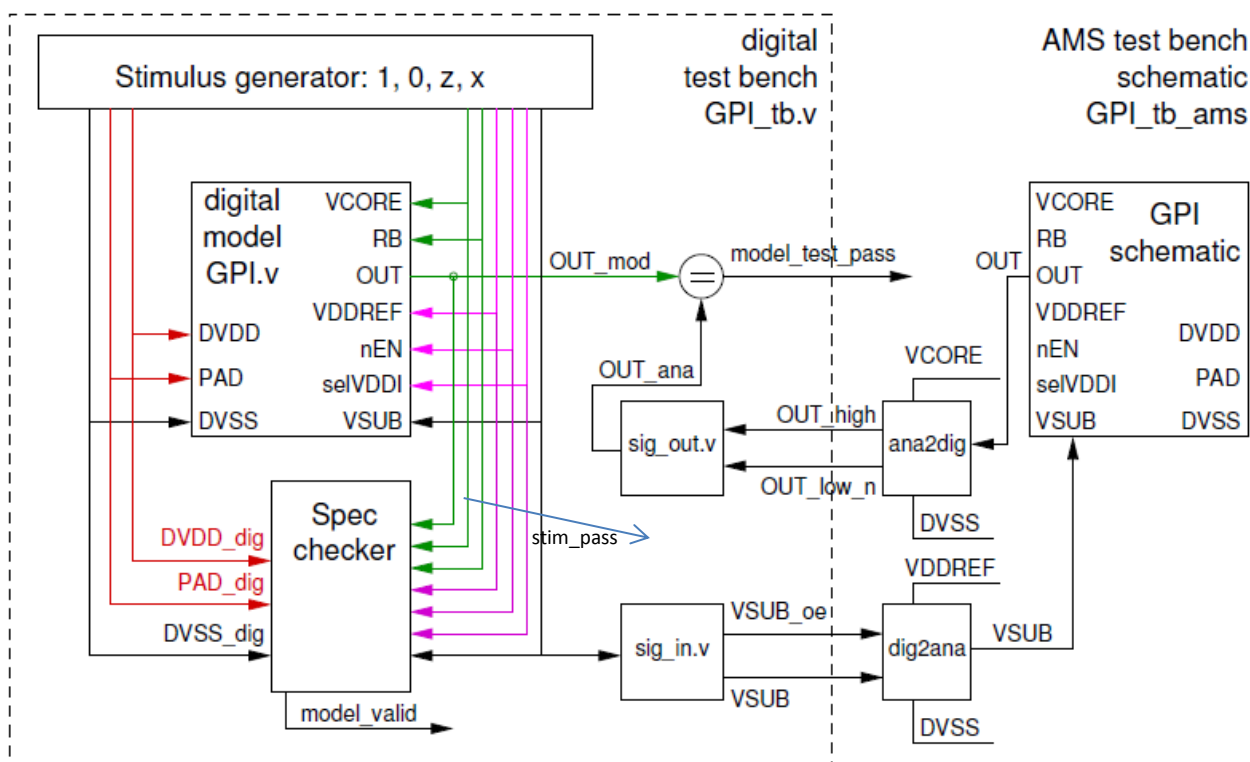 Stimulus generator: 1, 0, z, x
digital
test bench
GPI_tb.v
AMS test bench
schematic
GPI_tb_ams
digital
model
GPI.v
VCORE
RB
OUT
VDDREF
nEN
selVDDI
VSUB
DVDD
PAD
DVSS
OUT_mod
model_test_pass
OUT_ana
sig_out.v
OUT_high
OUT_low_n
VCORE
ana2dig
DVSS
OUT
VCORE
RB
OUT
VDDREF
nEN
selVDDI
VSUB
GPI
schematic
DVDD
PAD
DVSS
Spec
checker
DVDD_dig
PAD_dig
DVSS_dig
stim_pass
model_valid
sig_in.v
VSUB_oe
VSUB
VDDREF
dig2ana
DVSS
VSUB